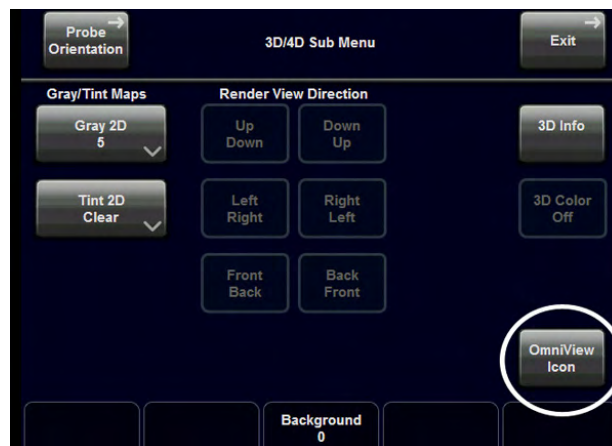 Probe
Orientation
3D/4D Sub Menu
Exit
Gray/Tint Maps
Render View Direction
Gray 2D
5
Up
Down
Down
Up
3D Info
Tint 2D
Clear
Left
Right
Right
Left
3D Color
Off
Front
Back
Back
Front
OmniView
Icon
Background
0